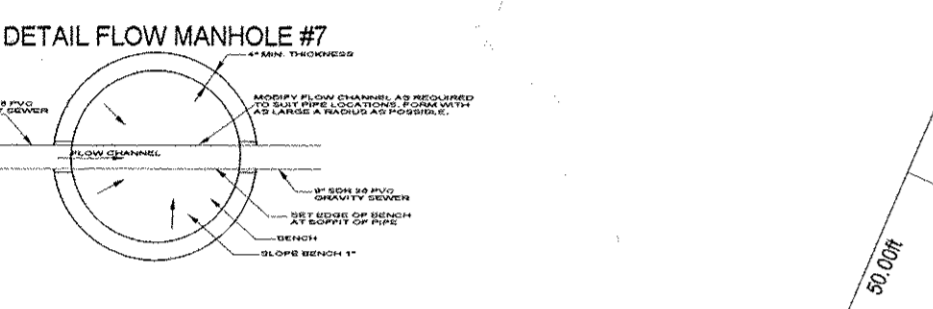 DETAIL FLOW MANHOLE #7
4" MIN. THICKNESS
MODIFY FLOW CHANNEL AS REQUIRED
TO SUIT PIPE LOCATIONS. FORM WITH
AS LARGE A RADIUS AS POSSIBLE.
PVC
SEWER
FLOW CHANNEL
SDR PVC
GRAVITY SEWER
SET EDGE OF BENCH
AT SOFFIT OF PIPE
BENCH
SLOPE BENCH 1"
50.00ft